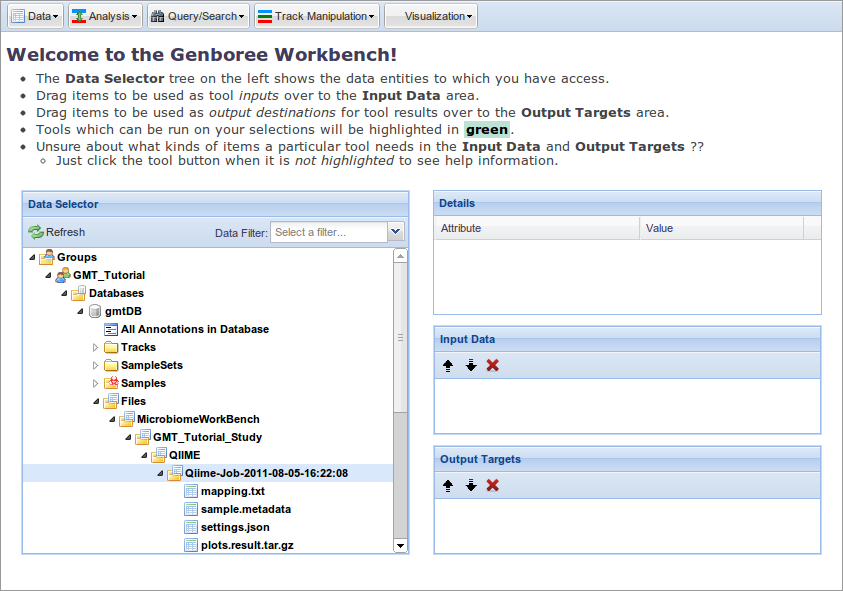 Data Analysis Query/Search Track Manipulation Visualization
Welcome to the Genboree Workbench!
The Data Selector tree on the left shows the data entities to which you have access.
Drag items to be used as tool inputs over to the Input Data area.
Drag items to be used as output destinations for tool results over to the Output Targets area.
Tools which can be run on your selections will be highlighted in green.
Unsure about what kinds of items a particular tool needs in the Input Data and Output Targets ??
Just click the tool button when it is not highlighted to see help information.
Data Selector
Refresh Data Filter: Select a filter...
Groups
GMT_Tutorial
Databases
gmtDB
All Annotations in Database
Tracks
SampleSets
Samples
Files
MicrobiomeWorkBench
GMT_Tutorial_Study
QIIME
Qiime-Job-2011-08-05-16:22:08
mapping.txt
sample.metadata
settings.json
plots.result.tar.gz
Details
Attribute Value
Input Data
Output Targets